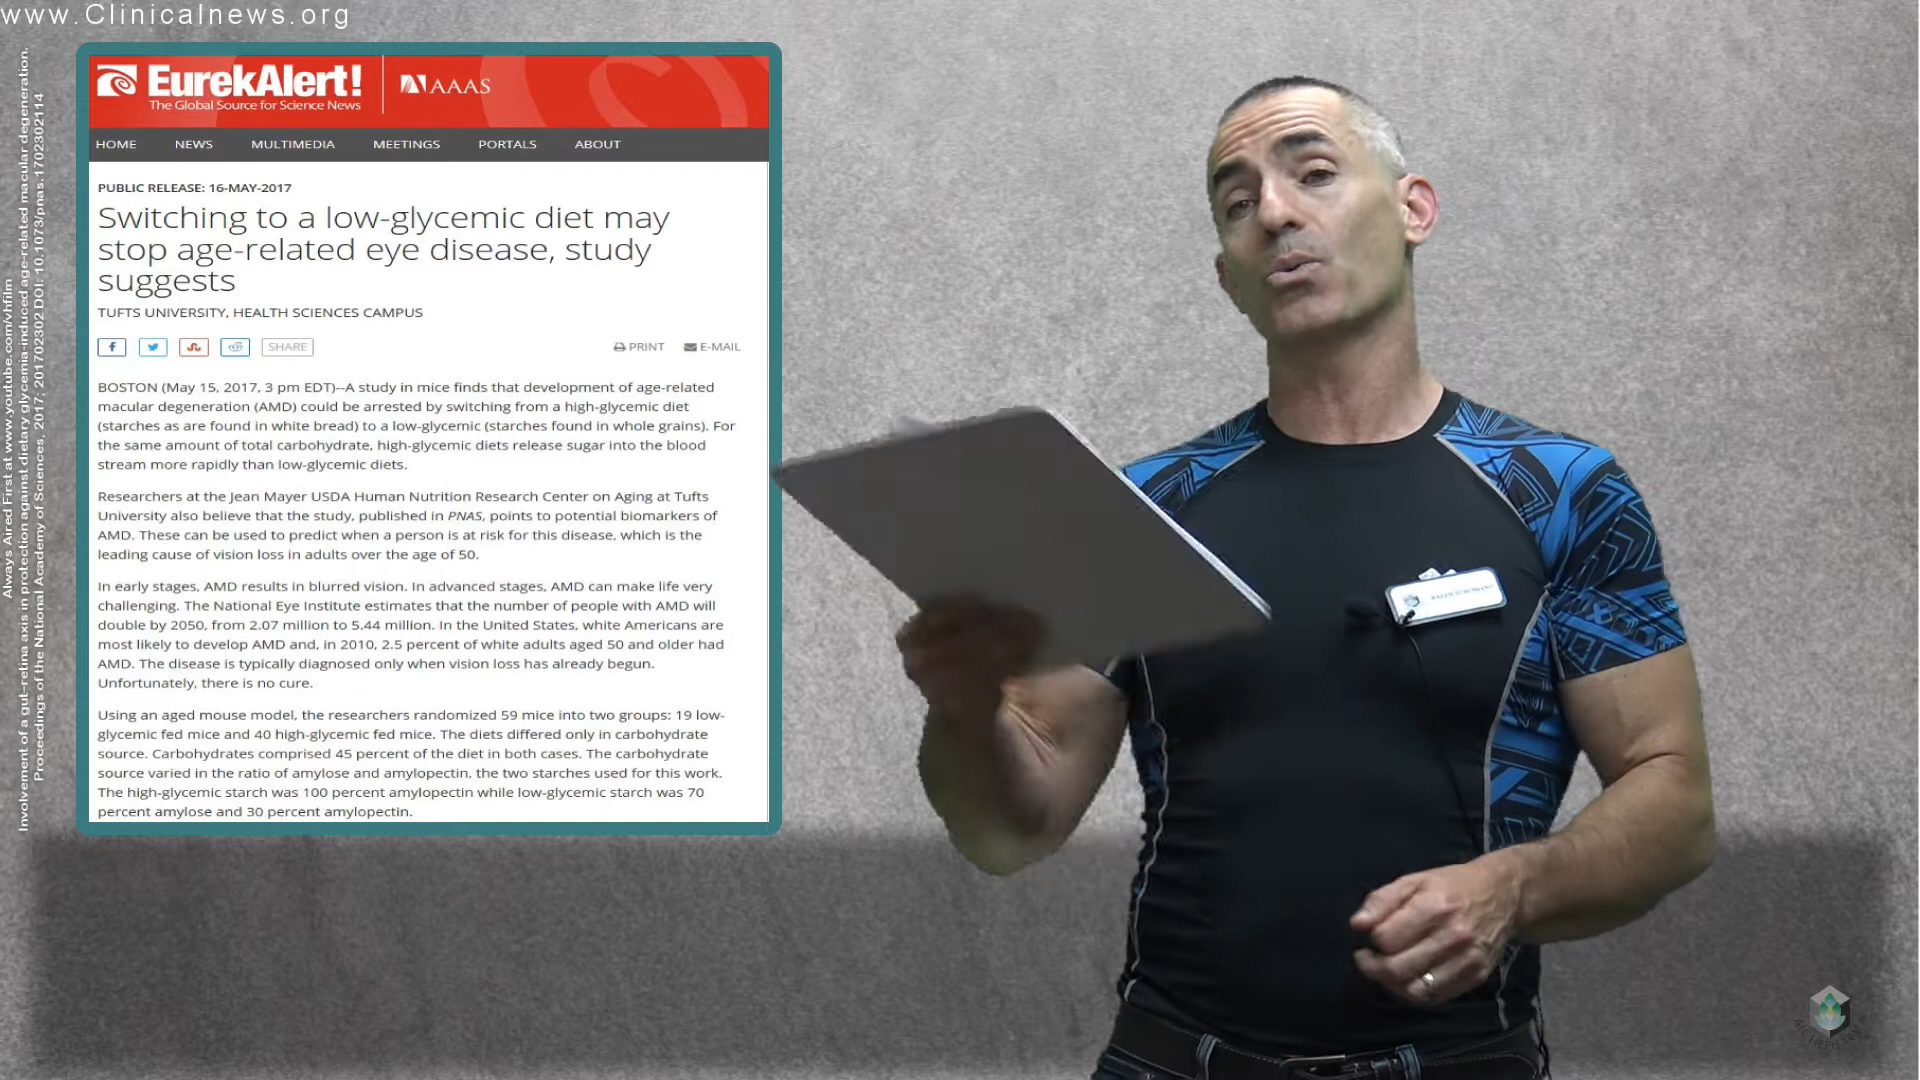 www.Clinicalnews.org
Always Aired First at www.youtube.com/vhfilm
Involvement of a gut–retina axis in protection against dietary glycemia-induced age-related macular degeneration.
Proceedings of the National Academy of Sciences, 2017; 201702302 DOI: 10.1073/pnas.1702302114
EurekAlert!
The Global Source for Science News
AAAS
HOME NEWS MULTIMEDIA MEETINGS PORTALS ABOUT
PUBLIC RELEASE: 16-MAY-2017
Switching to a low-glycemic diet may
stop age-related eye disease, study
suggests
TUFTS UNIVERSITY, HEALTH SCIENCES CAMPUS
SHARE PRINT E-MAIL
BOSTON (May 15, 2017, 3 pm EDT)--A study in mice finds that development of age-related
macular degeneration (AMD) could be arrested by switching from a high-glycemic diet
(starches as are found in white bread) to a low-glycemic (starches found in whole grains). For
the same amount of total carbohydrate, high-glycemic diets release sugar into the blood
stream more rapidly than low-glycemic diets.
Researchers at the Jean Mayer USDA Human Nutrition Research Center on Aging at Tufts
University also believe that the study, published in PNAS, points to potential biomarkers of
AMD. These can be used to predict when a person is at risk for this disease, which is the
leading cause of vision loss in adults over the age of 50.
In early stages, AMD results in blurred vision. In advanced stages, AMD can make life very
challenging. The National Eye Institute estimates that the number of people with AMD will
double by 2050, from 2.07 million to 5.44 million. In the United States, white Americans are
most likely to develop AMD and, in 2010, 2.5 percent of white adults aged 50 and older had
AMD. The disease is typically diagnosed only when vision loss has already begun.
Unfortunately, there is no cure.
Using an aged mouse model, the researchers randomized 59 mice into two groups: 19 low-
glycemic fed mice and 40 high-glycemic fed mice. The diets differed only in carbohydrate
source. Carbohydrates comprised 45 percent of the diet in both cases. The carbohydrate
source varied in the ratio of amylose and amylopectin, the two starches used for this work.
The high-glycemic starch was 100 percent amylopectin while low-glycemic starch was 70
percent amylose and 30 percent amylopectin.